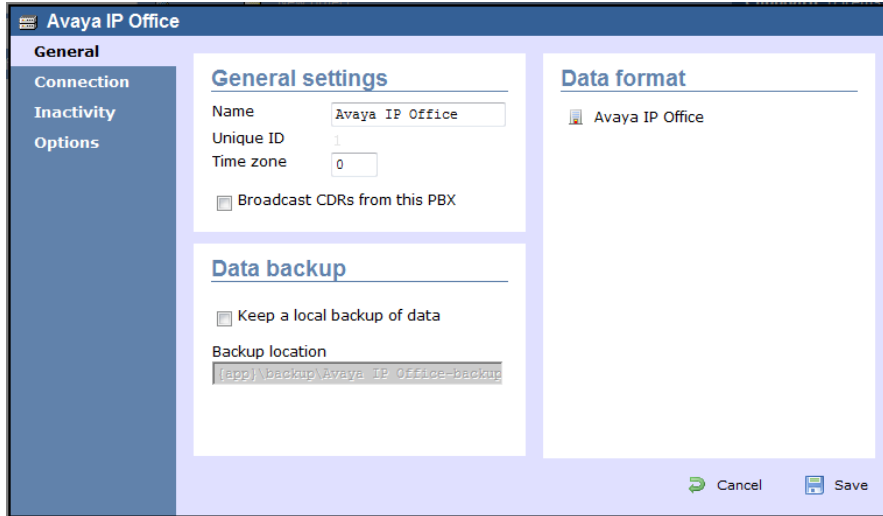 Avaya IP Office
General
Connection
Inactivity
Options
General settings
Name
Avaya IP Office
Unique ID
1
Time zone
0
Broadcast CDRs from this PBX
Data backup
Keep a local backup of data
Backup location
{app}\backup\Avaya IP Office-backup
Data format
Avaya IP Office
Cancel
Save